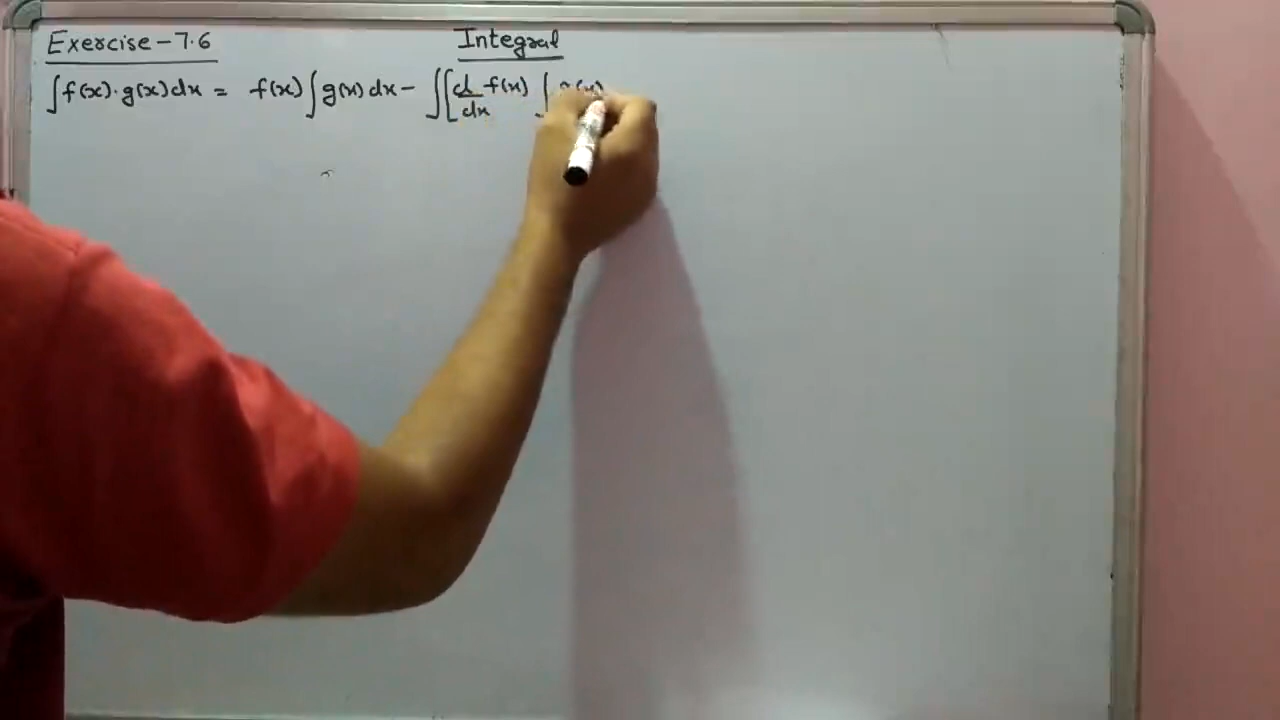 Exercise-7.6
Integral
∫f(x)·g(x)dx = f(x)∫g(x)dx - ∫[d/dx f(x) ∫g(x)